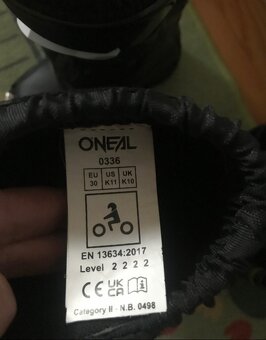 O'NEAL
0336
EU US UK
30 K11 K10
EN 13634:2017
Level 2 2 2 2
CE UK CA i
Category II - N.B. 0498